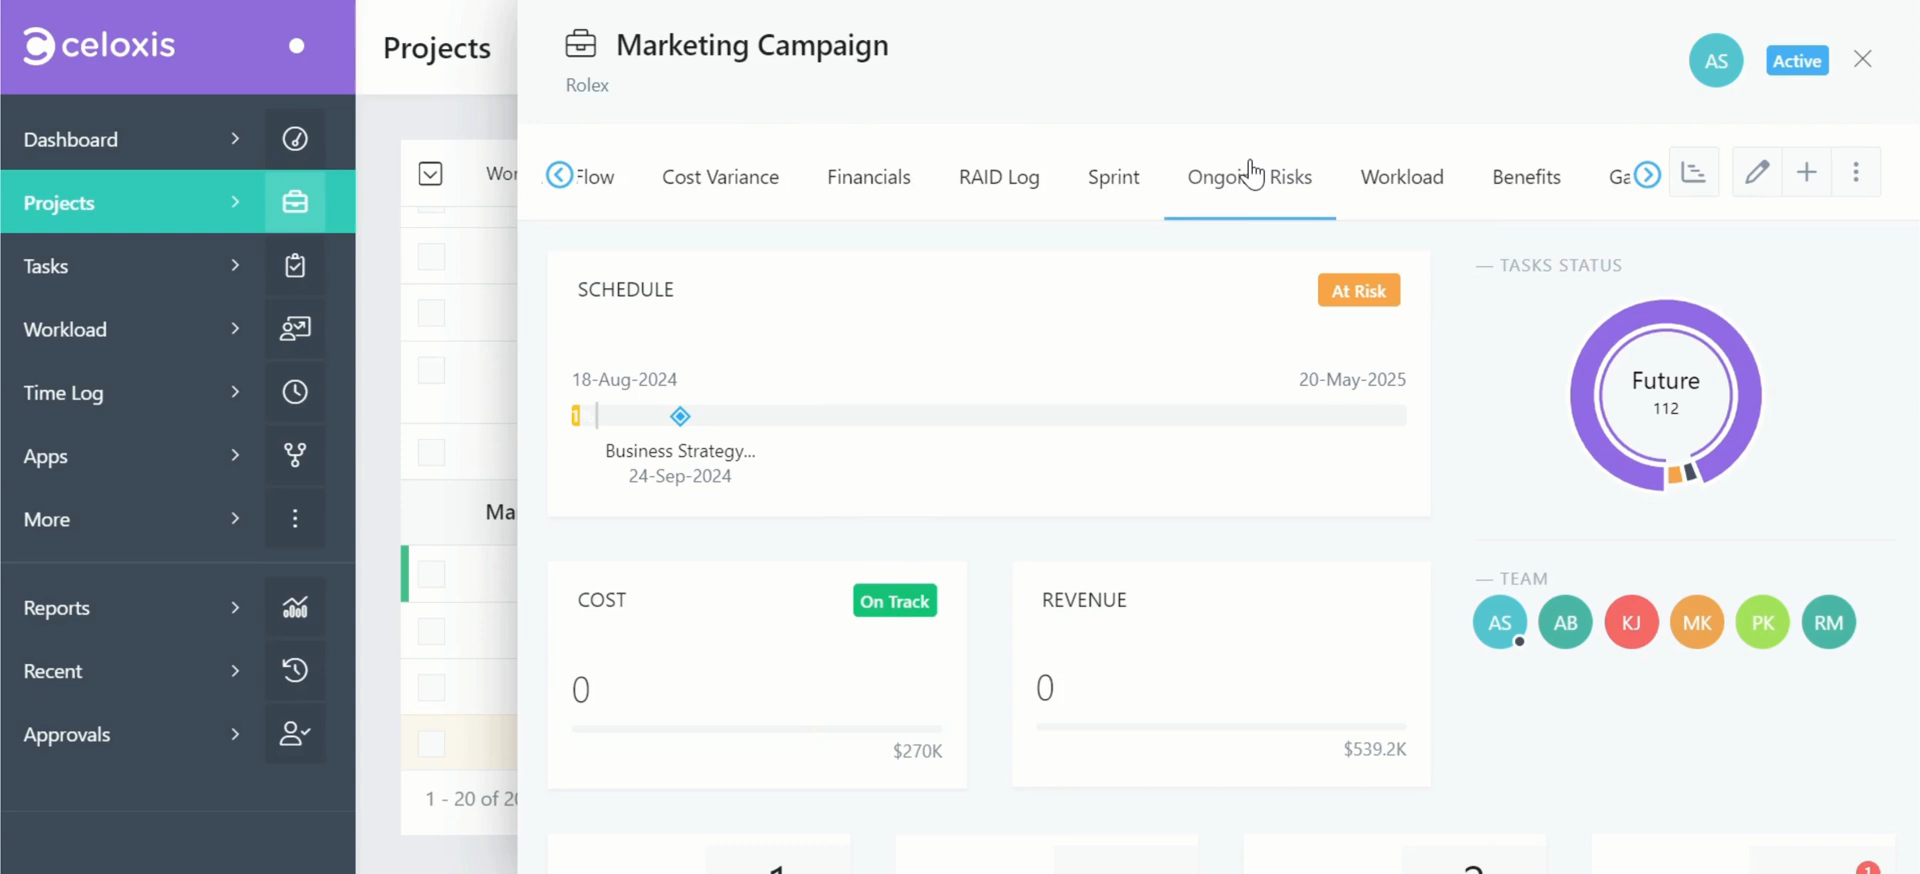 celoxis
Dashboard
Projects
Tasks
Workload
Time Log
Apps
More
Reports
Recent
Approvals
Projects
Wor
Ma
1 - 20 of 20
Marketing Campaign
Rolex
AS
Active
Flow Cost Variance Financials RAID Log Sprint Ongoing Risks Workload Benefits Ga
SCHEDULE
At Risk
18-Aug-2024 20-May-2025
1
Business Strategy...
24-Sep-2024
COST
On Track
0
$270K
REVENUE
0
$539.2K
TASKS STATUS
Future
112
TEAM
AS AB KJ MK PK RM